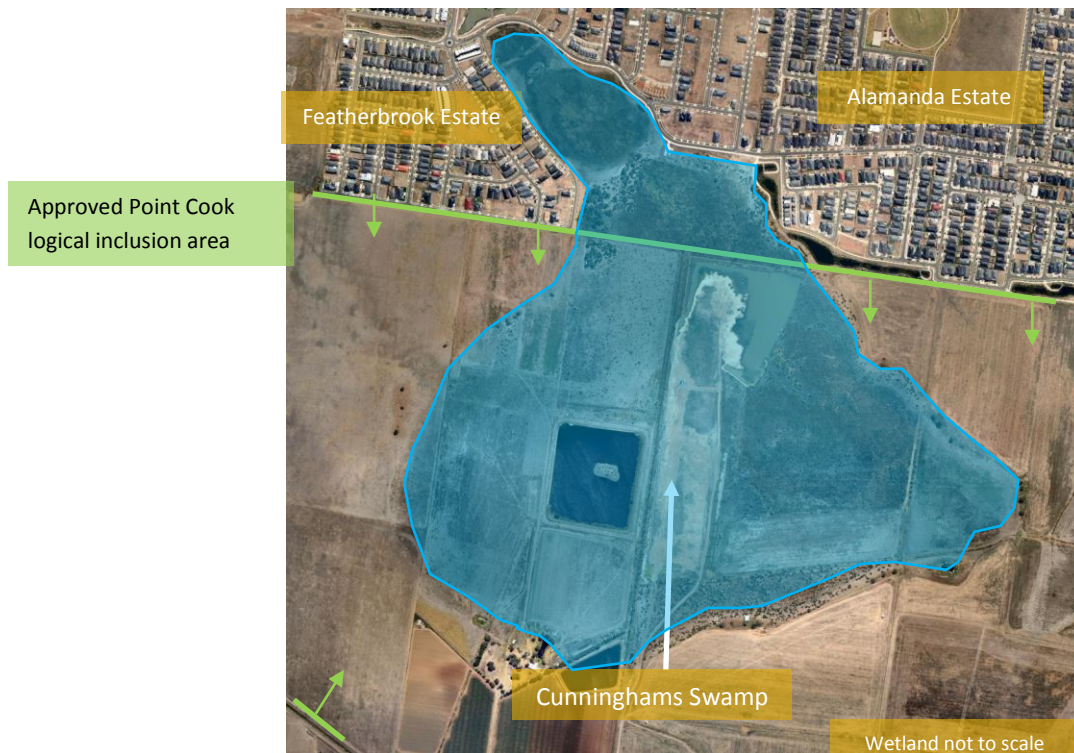 Featherbrook Estate
Alamanda Estate
Approved Point Cook
logical inclusion area
Cunninghams Swamp
Wetland not to scale